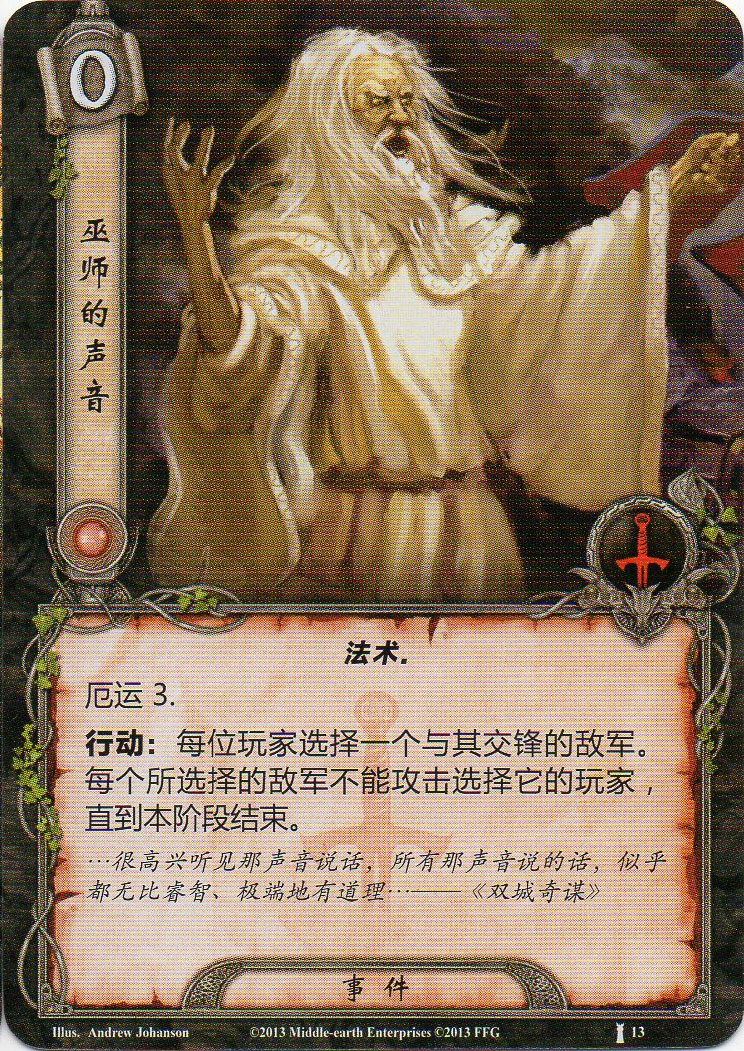 0
巫师的声音
法术.
厄运 3.
行动：每位玩家选择一个与其交锋的敌军。
每个所选择的敌军不能攻击选择它的玩家，
直到本阶段结束。
…很高兴听见那声音说话，所有那声音说的话，似乎
都无比睿智、极端地有道理…——《双城奇谋》
事件
Illus. Andrew Johanson ©2013 Middle-earth Enterprises ©2013 FFG 13